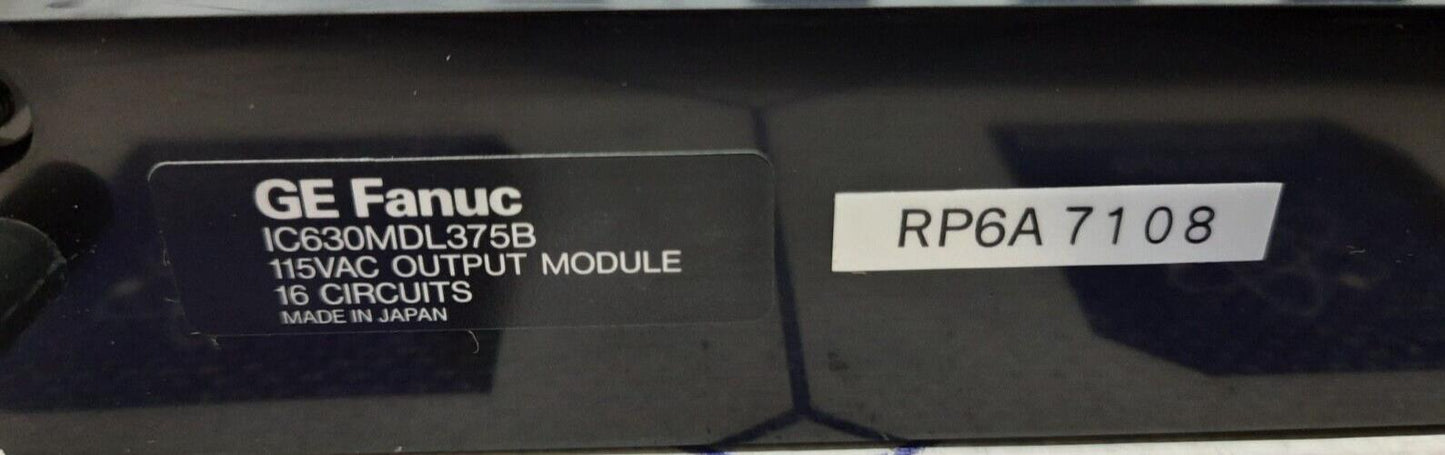 GE Fanuc
IC630MDL375B
115VAC OUTPUT MODULE
16 CIRCUITS
MADE IN JAPAN
RP6A 7108